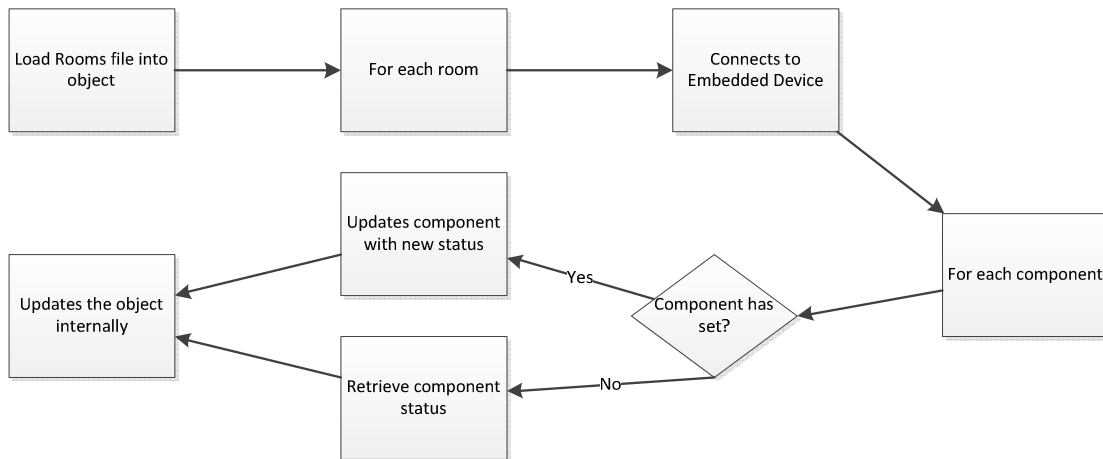 Load Rooms file into
object
For each room
Connects to
Embedded Device
For each component
Component has
set?
Yes
No
Updates component
with new status
Retrieve component
status
Updates the object
internally